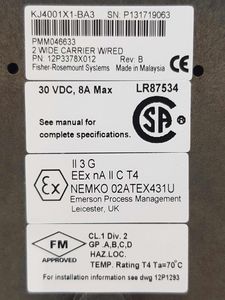 KJ4001X1-BA3 SN: P131719063
PMM046633
2 WIDE CARRIER W/RED
PN: 12P3378X012 Rev. B
Fisher-Rosemount Systems Made in Malaysia
30 VDC, 8A Max LR87534
See manual for
complete specifications.
SA
Ex
II 3 G
EEx nA II C T4
NEMKO 02ATEX431U
Emerson Process Management
Leicester, UK
FM
APPROVED
CL.1 Div. 2
GP .A,B,C,D
HAZ.LOC.
TEMP. Rating T4 Ta=70°C
For installation information see dwg 12P1293